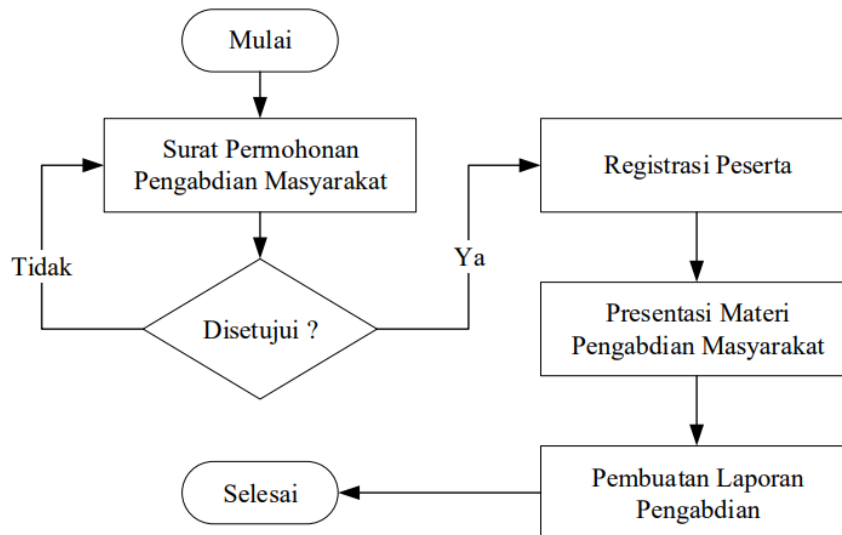 Mulai
Surat Permohonan
Pengabdian Masyarakat
Tidak
Disetujui ?
Ya
Registrasi Peserta
Presentasi Materi
Pengabdian Masyarakat
Pembuatan Laporan
Pengabdian
Selesai